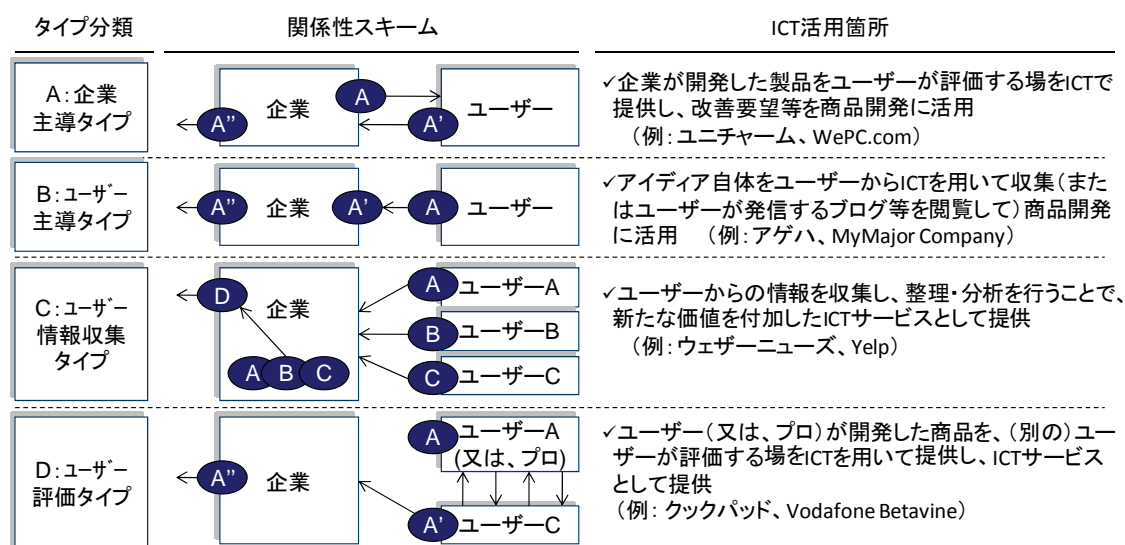 タイプ分類
関係性スキーム
ICT活用箇所
A：企業
主導タイプ
A''
企業
A
A'
ユーザー
✓企業が開発した製品をユーザーが評価する場をICTで
提供し、改善要望等を商品開発に活用
（例：ユニチャーム、WePC.com）
B：ﾕｰｻﾞｰ
主導タイプ
A''
企業
A'
A
ユーザー
✓アイディア自体をユーザーからICTを用いて収集（また
はユーザーが発信するブログ等を閲覧して）商品開発
に活用　（例：アゲハ、MyMajor Company）
C：ﾕｰｻﾞｰ
情報収集
タイプ
D
企業
A B C
A ユーザーA
B ユーザーB
C ユーザーC
✓ユーザーからの情報を収集し、整理・分析を行うことで、
新たな価値を付加したICTサービスとして提供
（例：ウェザーニューズ、Yelp）
D：ﾕｰｻﾞｰ
評価タイプ
A''
企業
A ユーザーA
(又は、プロ)
A' ユーザーC
✓ユーザー（又は、プロ）が開発した商品を、（別の）ユー
ザーが評価する場をICTを用いて提供し、ICTサービス
として提供
（例：クックパッド、Vodafone Betavine）